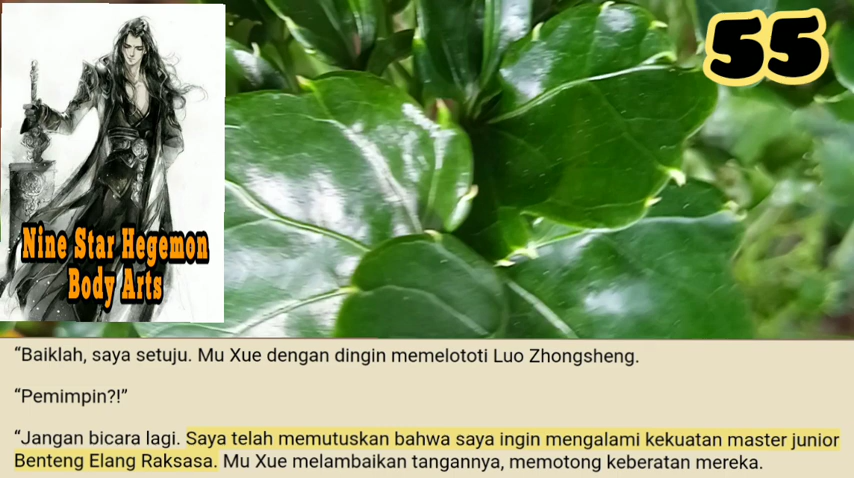 55
Nine Star Hegemon
Body Arts
“Baiklah, saya setuju. Mu Xue dengan dingin memelototi Luo Zhongsheng.
“Pemimpin?!”
“Jangan bicara lagi. Saya telah memutuskan bahwa saya ingin mengalami kekuatan master junior
Benteng Elang Raksasa. Mu Xue melambaikan tangannya, memotong keberatan mereka.